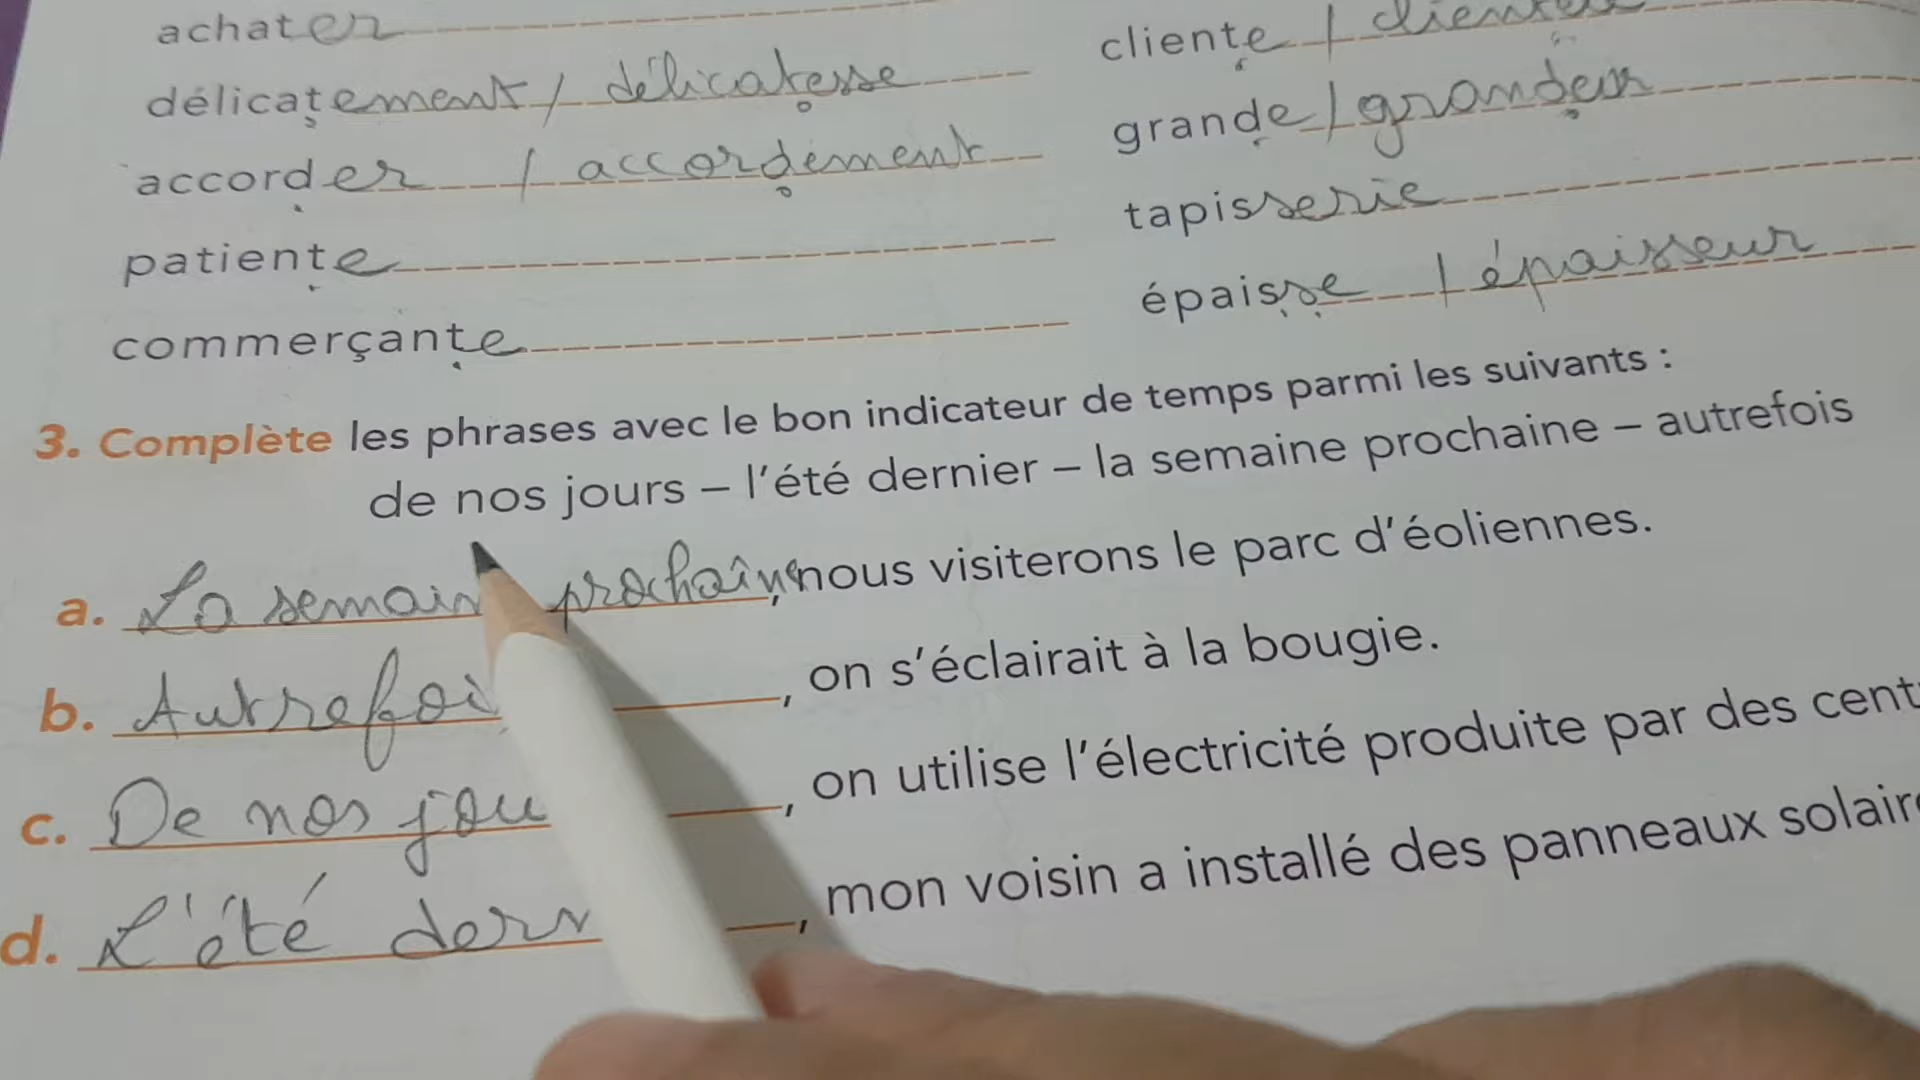 achater
délicatement / délicatesse
accorder / accordement
patiente
commerçante
cliente /
grande / grandeur
tapisserie
épaisse / épaisseur
3. Complète les phrases avec le bon indicateur de temps parmi les suivants :
de nos jours – l'été dernier – la semaine prochaine – autrefois
a. La semain prochaine, nous visiterons le parc d'éoliennes.
b. Autrefoi, on s'éclairait à la bougie.
c. De nos jou, on utilise l'électricité produite par des cent
d. L'été dern, mon voisin a installé des panneaux solair